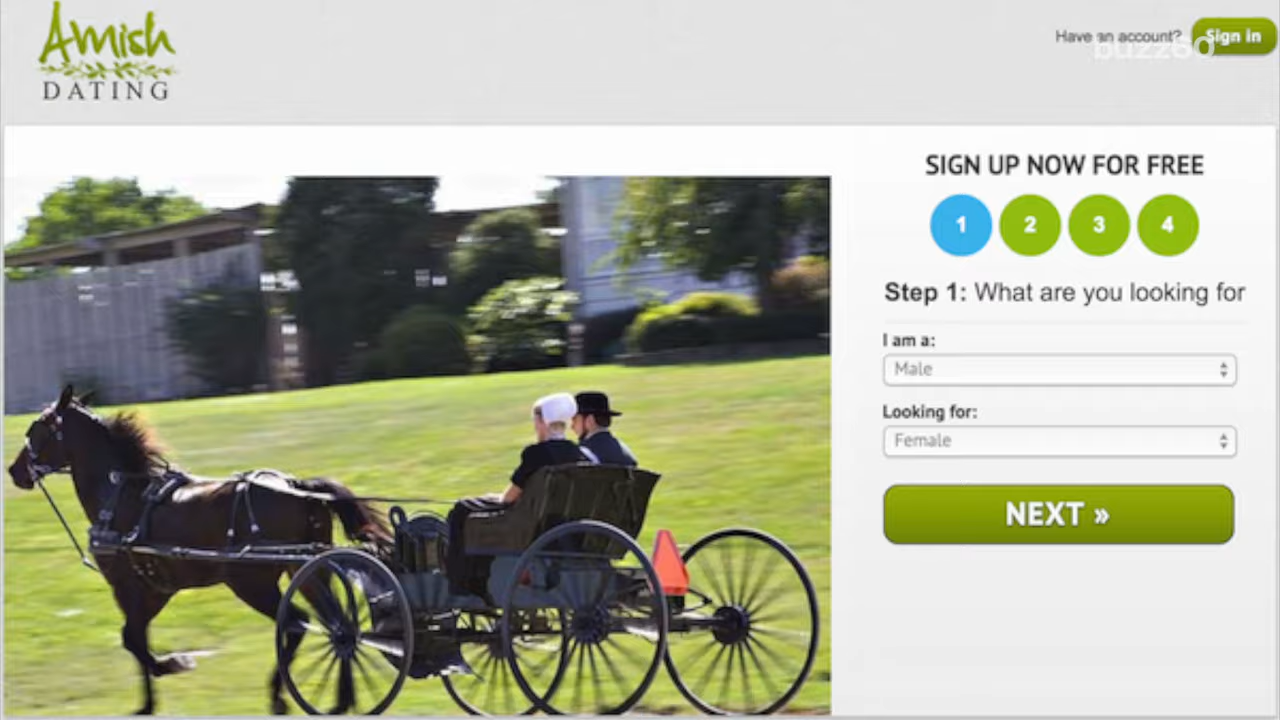 Amish
DATING
Have an account?
Sign in
buzz60
SIGN UP NOW FOR FREE
1 2 3 4
Step 1: What are you looking for
I am a:
Male
Looking for:
Female
NEXT »